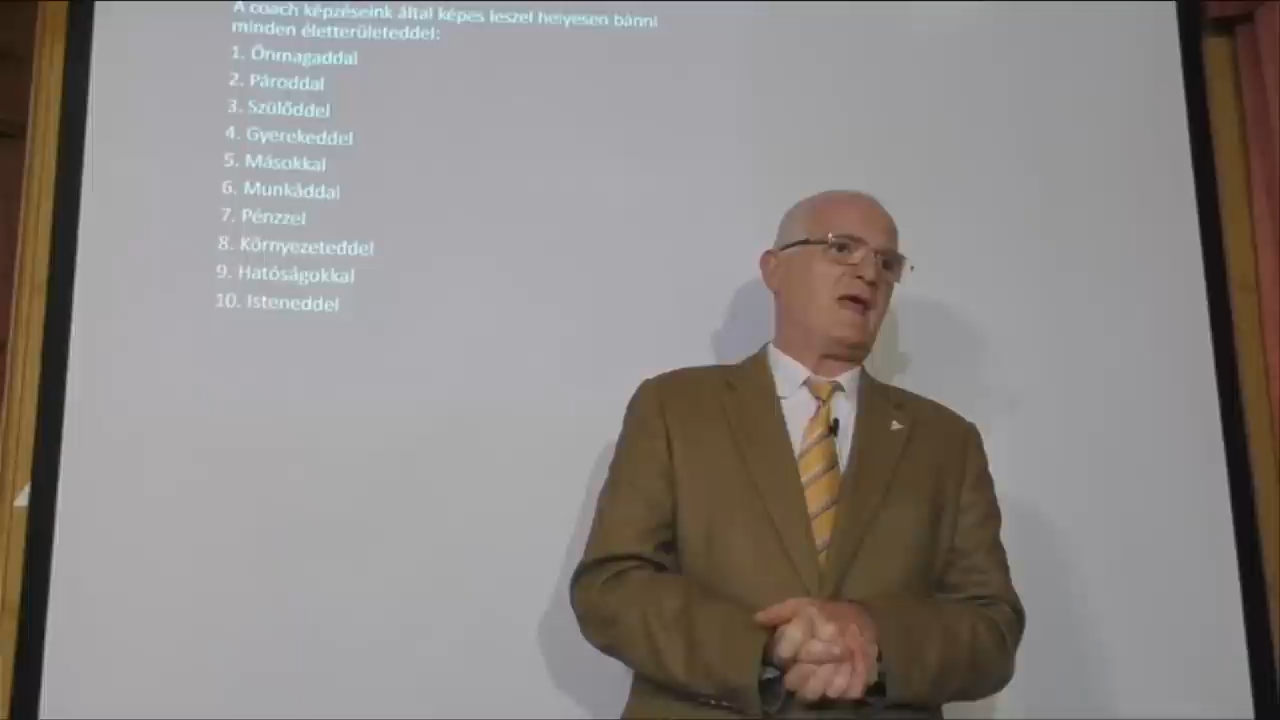 A coach képzéseink által képes leszel helyesen bánni
minden életterületeddel:
1. Önmagaddal
2. Pároddal
3. Szülőddel
4. Gyerekeddel
5. Másokkal
6. Munkáddal
7. Pénzzel
8. Környezeteddel
9. Hatóságokkal
10. Isteneddel